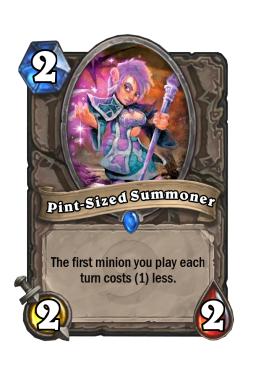 2
Pint-Sized Summoner
The first minion you play each
turn costs (1) less.
2 2